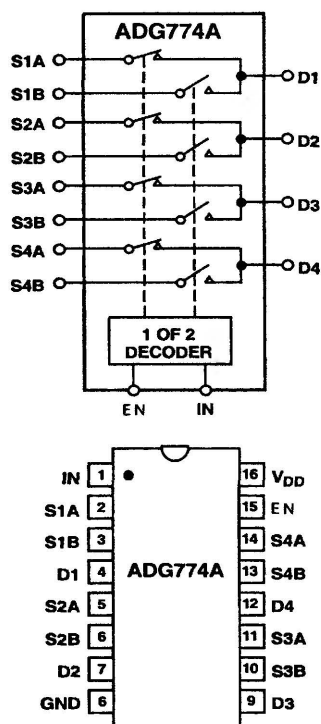 ADG774A
S1A
D1
S1B
S2A
D2
S2B
S3A
D3
S3B
S4A
D4
S4B
1 OF 2
DECODER
EN IN
IN 1 16 VDD
S1A 2 15 EN
S1B 3 14 S4A
D1 4 ADG774A 13 S4B
S2A 5 12 D4
S2B 6 11 S3A
D2 7 10 S3B
GND 6 9 D3